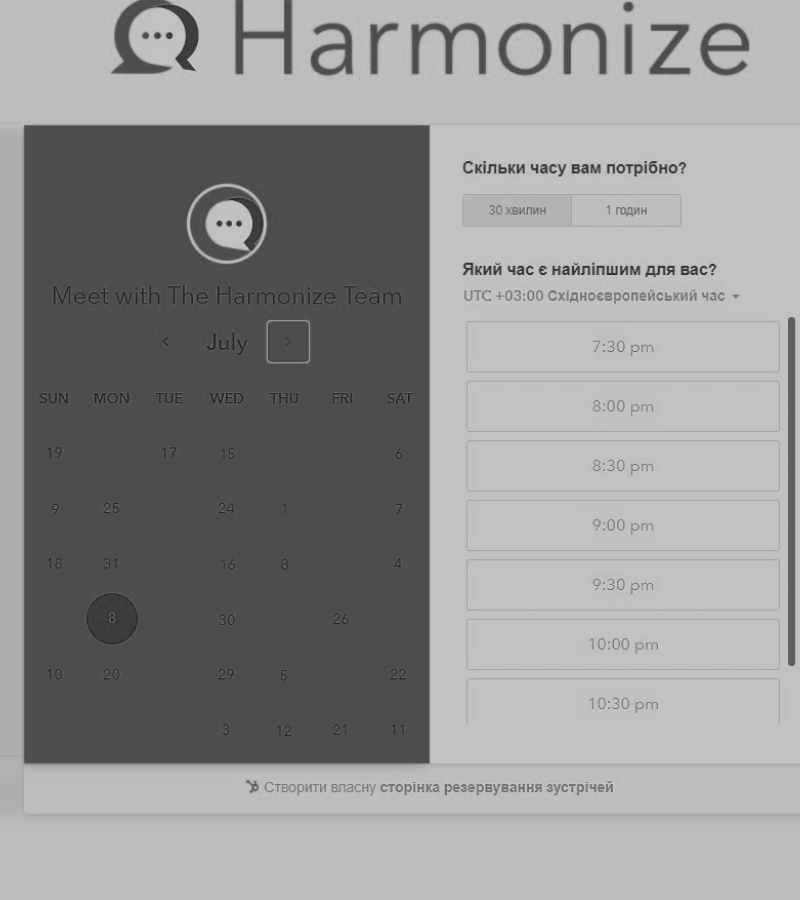 Harmonize
Meet with The Harmonize Team
July
SUN MON TUE WED THU FRI SAT
19 17 15 6
9 25 24 1 7
18 31 16 8 4
8 30 26
10 20 29 5 22
3 12 21 11
Скільки часу вам потрібно?
30 хвилин 1 годин
Який час є найліпшим для вас?
UTC +03:00 Східноєвропейський час
7:30 pm
8:00 pm
8:30 pm
9:00 pm
9:30 pm
10:00 pm
10:30 pm
Створити власну сторінка резервування зустрічей